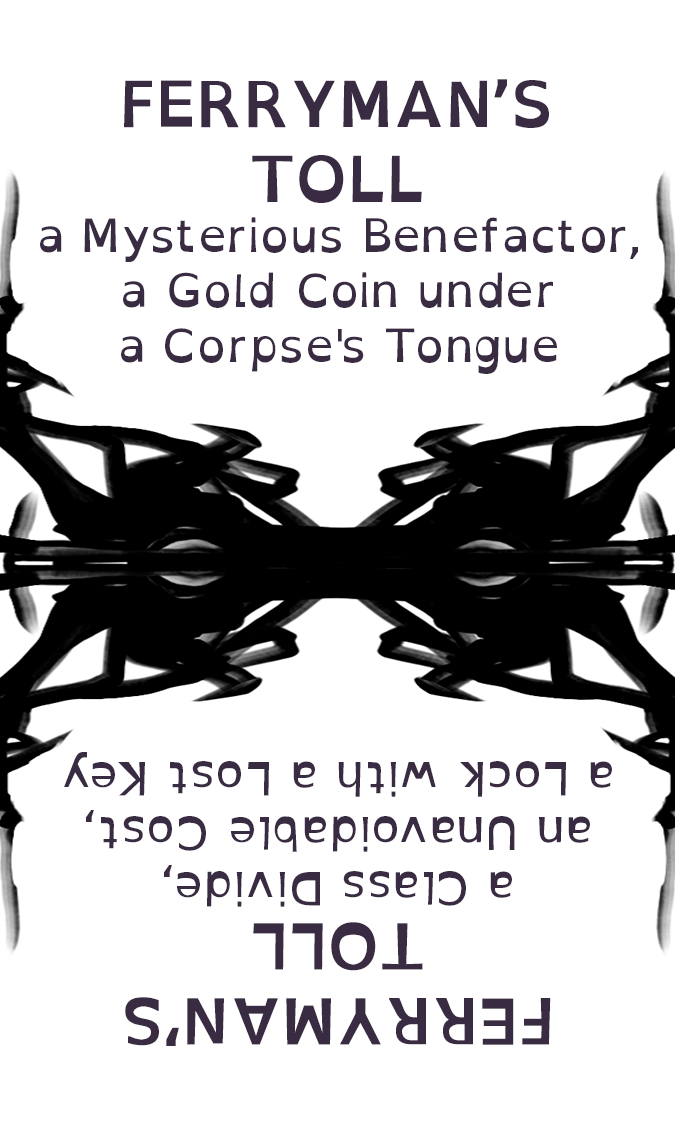 FERRYMAN’S
TOLL
a Mysterious Benefactor,
a Gold Coin under
a Corpse's Tongue
FERRYMAN’S
TOLL
a Class Divide,
an Unavoidable Cost,
a Lock with a Lost Key